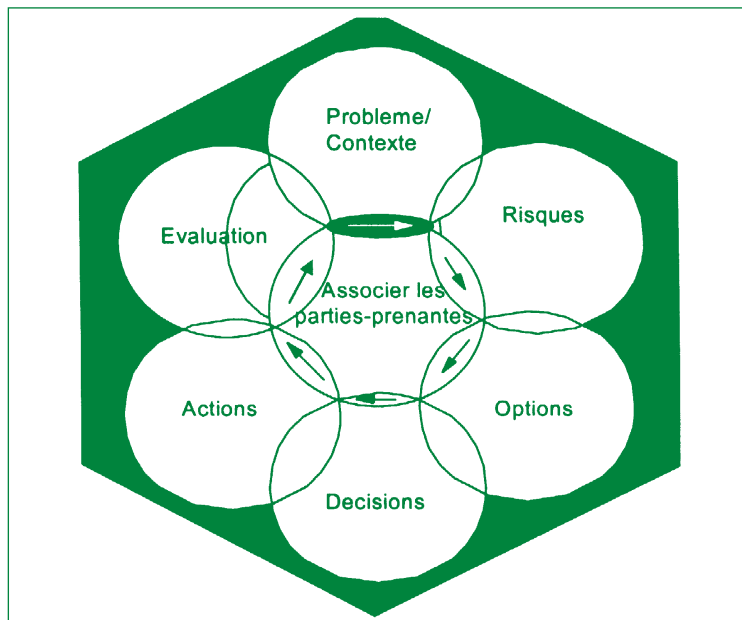 Probleme/
Contexte
Risques
Evaluation
Associer les
parties-prenantes
Actions
Options
Decisions